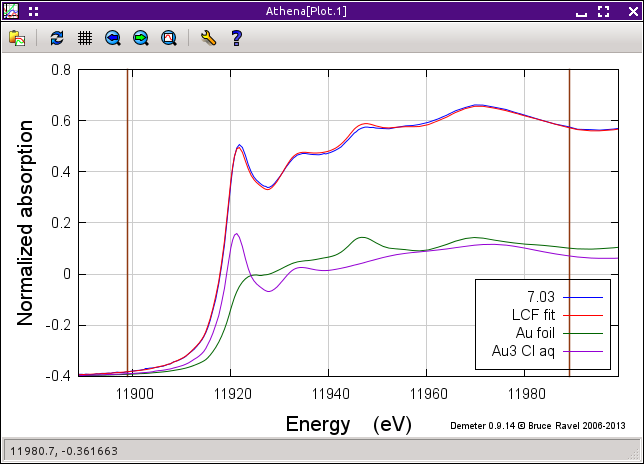 Athena[Plot.1]
0.8
0.6
0.4
0.2
0
-0.2
-0.4
Normalized absorption
7.03
LCF fit
Au foil
Au3 Cl aq
11900
11920
11940
11960
11980
Energy (eV)
Demeter 0.9.14 © Bruce Ravel 2006-2013
11980.7, -0.361663